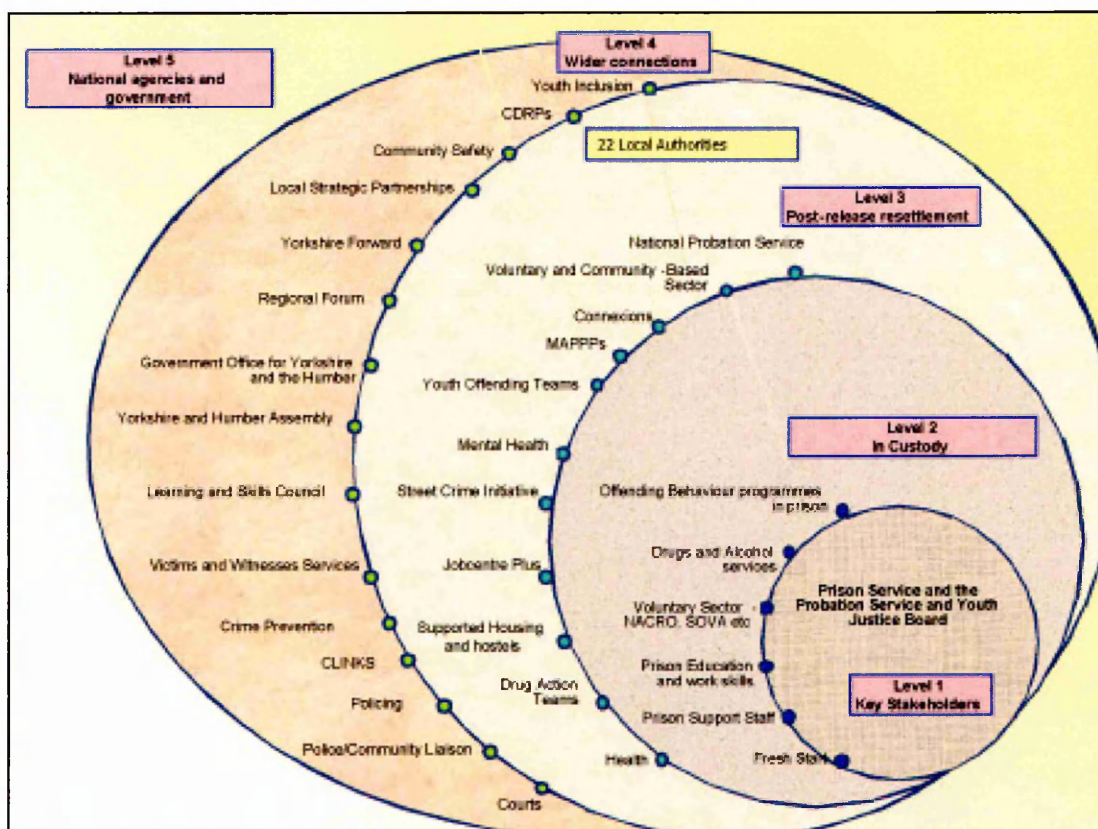 Level 5
National agencies and
government
Level 4
Wider connections
Youth Inclusion
CDRPs
22 Local Authorities
Community Safety
Local Strategic Partnerships
Yorkshire Forward
Regional Forum
Government Office for Yorkshire
and the Humber
Yorkshire and Humber Assembly
Learning and Skills Council
Victims and Witnesses Services
Crime Prevention
CLINKS
Policing
Police/Community Liaison
Courts
Level 3
Post-release resettlement
National Probation Service
Voluntary and Community -Based
Sector
Connexions
MAPPPs
Youth Offending Teams
Mental Health
Street Crime Initiative
Jobcentre Plus
Supported Housing
and hostels
Drug Action
Teams
Health
Level 2
in Custody
Offending Behaviour programmes
in prison
Drugs and Alcohol
services
Voluntary Sector -
NACRO, SOVA etc
Prison Education
and work skills
Prison Support Staff
Fresh Start
Prison Service and the
Probation Service and Youth
Justice Board
Level 1
Key Stakeholders